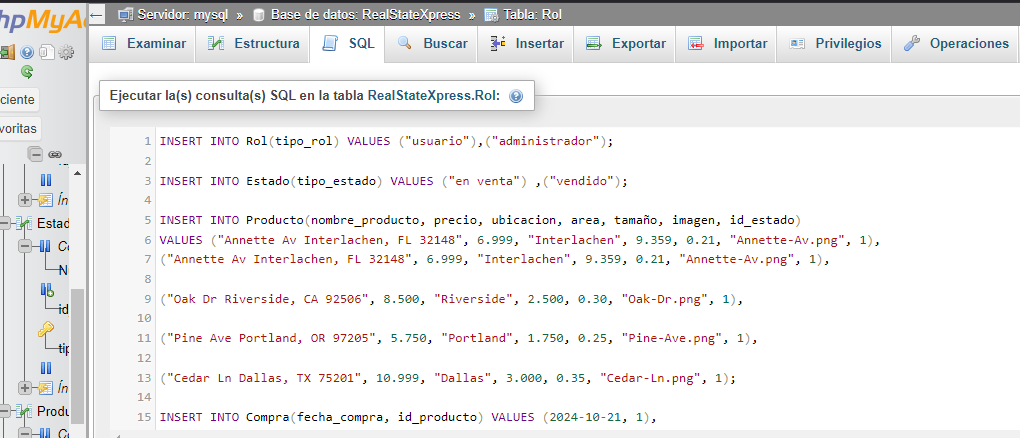 hpMyAd
Servidor: mysql » Base de datos: RealStateXpress » Tabla: Rol
Examinar Estructura SQL Buscar Insertar Exportar Importar Privilegios Operaciones
ciente
voritas
Ejecutar la(s) consulta(s) SQL en la tabla RealStateXpress.Rol:
Ín
Estad
Co
N
id
tip
Ín
Produ
Co
1 INSERT INTO Rol(tipo_rol) VALUES ("usuario"),("administrador");
2
3 INSERT INTO Estado(tipo_estado) VALUES ("en venta") ,("vendido");
4
5 INSERT INTO Producto(nombre_producto, precio, ubicacion, area, tamaño, imagen, id_estado)
6 VALUES ("Annette Av Interlachen, FL 32148", 6.999, "Interlachen", 9.359, 0.21, "Annette-Av.png", 1),
7 ("Annette Av Interlachen, FL 32148", 6.999, "Interlachen", 9.359, 0.21, "Annette-Av.png", 1),
8
9 ("Oak Dr Riverside, CA 92506", 8.500, "Riverside", 2.500, 0.30, "Oak-Dr.png", 1),
10
11 ("Pine Ave Portland, OR 97205", 5.750, "Portland", 1.750, 0.25, "Pine-Ave.png", 1),
12
13 ("Cedar Ln Dallas, TX 75201", 10.999, "Dallas", 3.000, 0.35, "Cedar-Ln.png", 1);
14
15 INSERT INTO Compra(fecha_compra, id_producto) VALUES (2024-10-21, 1),